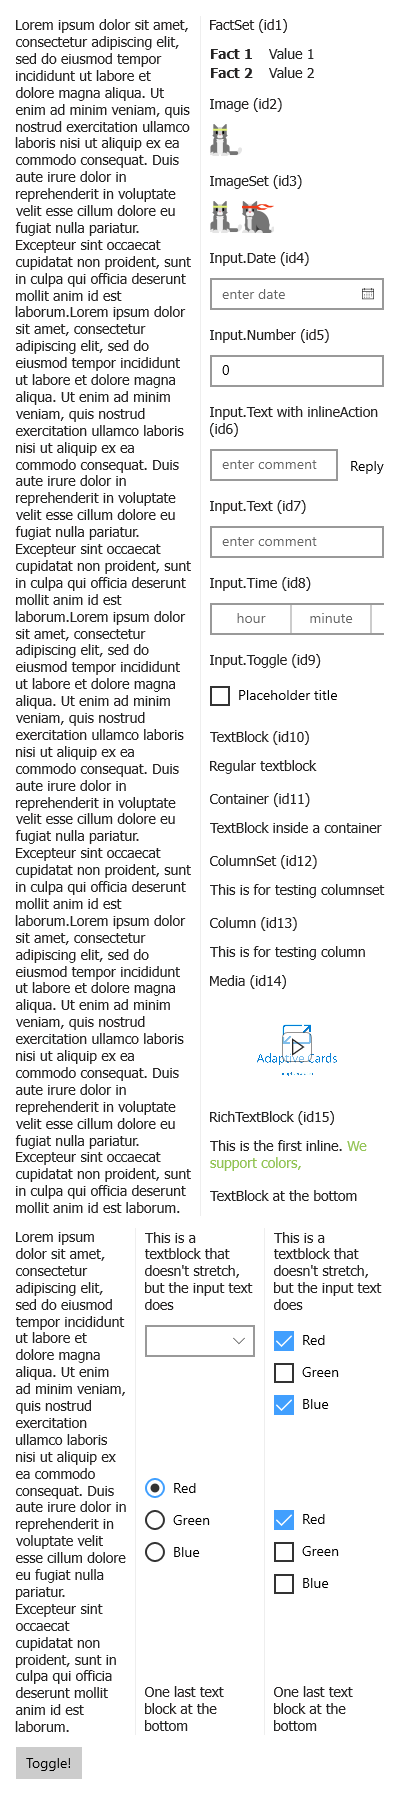 Lorem ipsum dolor sit amet,
consectetur adipiscing elit,
sed do eiusmod tempor
incididunt ut labore et
dolore magna aliqua. Ut
enim ad minim veniam, quis
nostrud exercitation ullamco
laboris nisi ut aliquip ex ea
commodo consequat. Duis
aute irure dolor in
reprehenderit in voluptate
velit esse cillum dolore eu
fugiat nulla pariatur.
Excepteur sint occaecat
cupidatat non proident, sunt
in culpa qui officia deserunt
mollit anim id est
laborum.Lorem ipsum dolor
sit amet, consectetur
adipiscing elit, sed do
eiusmod tempor incididunt
ut labore et dolore magna
aliqua. Ut enim ad minim
veniam, quis nostrud
exercitation ullamco laboris
nisi ut aliquip ex ea
commodo consequat. Duis
aute irure dolor in
reprehenderit in voluptate
velit esse cillum dolore eu
fugiat nulla pariatur.
Excepteur sint occaecat
cupidatat non proident, sunt
in culpa qui officia deserunt
mollit anim id est
laborum.Lorem ipsum dolor
sit amet, consectetur
adipiscing elit, sed do
eiusmod tempor incididunt
ut labore et dolore magna
aliqua. Ut enim ad minim
veniam, quis nostrud
exercitation ullamco laboris
nisi ut aliquip ex ea
commodo consequat. Duis
aute irure dolor in
reprehenderit in voluptate
velit esse cillum dolore eu
fugiat nulla pariatur.
Excepteur sint occaecat
cupidatat non proident, sunt
in culpa qui officia deserunt
mollit anim id est
laborum.Lorem ipsum dolor
sit amet, consectetur
adipiscing elit, sed do
eiusmod tempor incididunt
ut labore et dolore magna
aliqua. Ut enim ad minim
veniam, quis nostrud
exercitation ullamco laboris
nisi ut aliquip ex ea
commodo consequat. Duis
aute irure dolor in
reprehenderit in voluptate
velit esse cillum dolore eu
fugiat nulla pariatur.
Excepteur sint occaecat
cupidatat non proident, sunt
in culpa qui officia deserunt
mollit anim id est laborum.
FactSet (id1)
Fact 1 Value 1
Fact 2 Value 2
Image (id2)
ImageSet (id3)
Input.Date (id4)
enter date
Input.Number (id5)
0
Input.Text with inlineAction
(id6)
enter comment Reply
Input.Text (id7)
enter comment
Input.Time (id8)
hour minute
Input.Toggle (id9)
Placeholder title
TextBlock (id10)
Regular textblock
Container (id11)
TextBlock inside a container
ColumnSet (id12)
This is for testing columnset
Column (id13)
This is for testing column
Media (id14)
Adaptive Cards
RichTextBlock (id15)
This is the first inline. We
support colors,
TextBlock at the bottom
Lorem ipsum
dolor sit amet,
consectetur
adipiscing elit,
sed do eiusmod
tempor
incididunt ut
labore et
dolore magna
aliqua. Ut enim
ad minim veniam,
quis nostrud
exercitation
ullamco laboris
nisi ut aliquip ex
ea commodo
consequat. Duis
aute irure dolor in
reprehenderit in
voluptate velit
esse cillum dolore
eu fugiat nulla
pariatur.
Excepteur sint
occaecat
cupidatat non
proident, sunt in
culpa qui officia
deserunt mollit
anim id est
laborum.
This is a
textblock that
doesn't stretch,
but the input text
does
Red
Green
Blue
One last text
block at the
bottom
This is a
textblock that
doesn't stretch,
but the input text
does
Red
Green
Blue
Red
Green
Blue
One last text
block at the
bottom
Toggle!